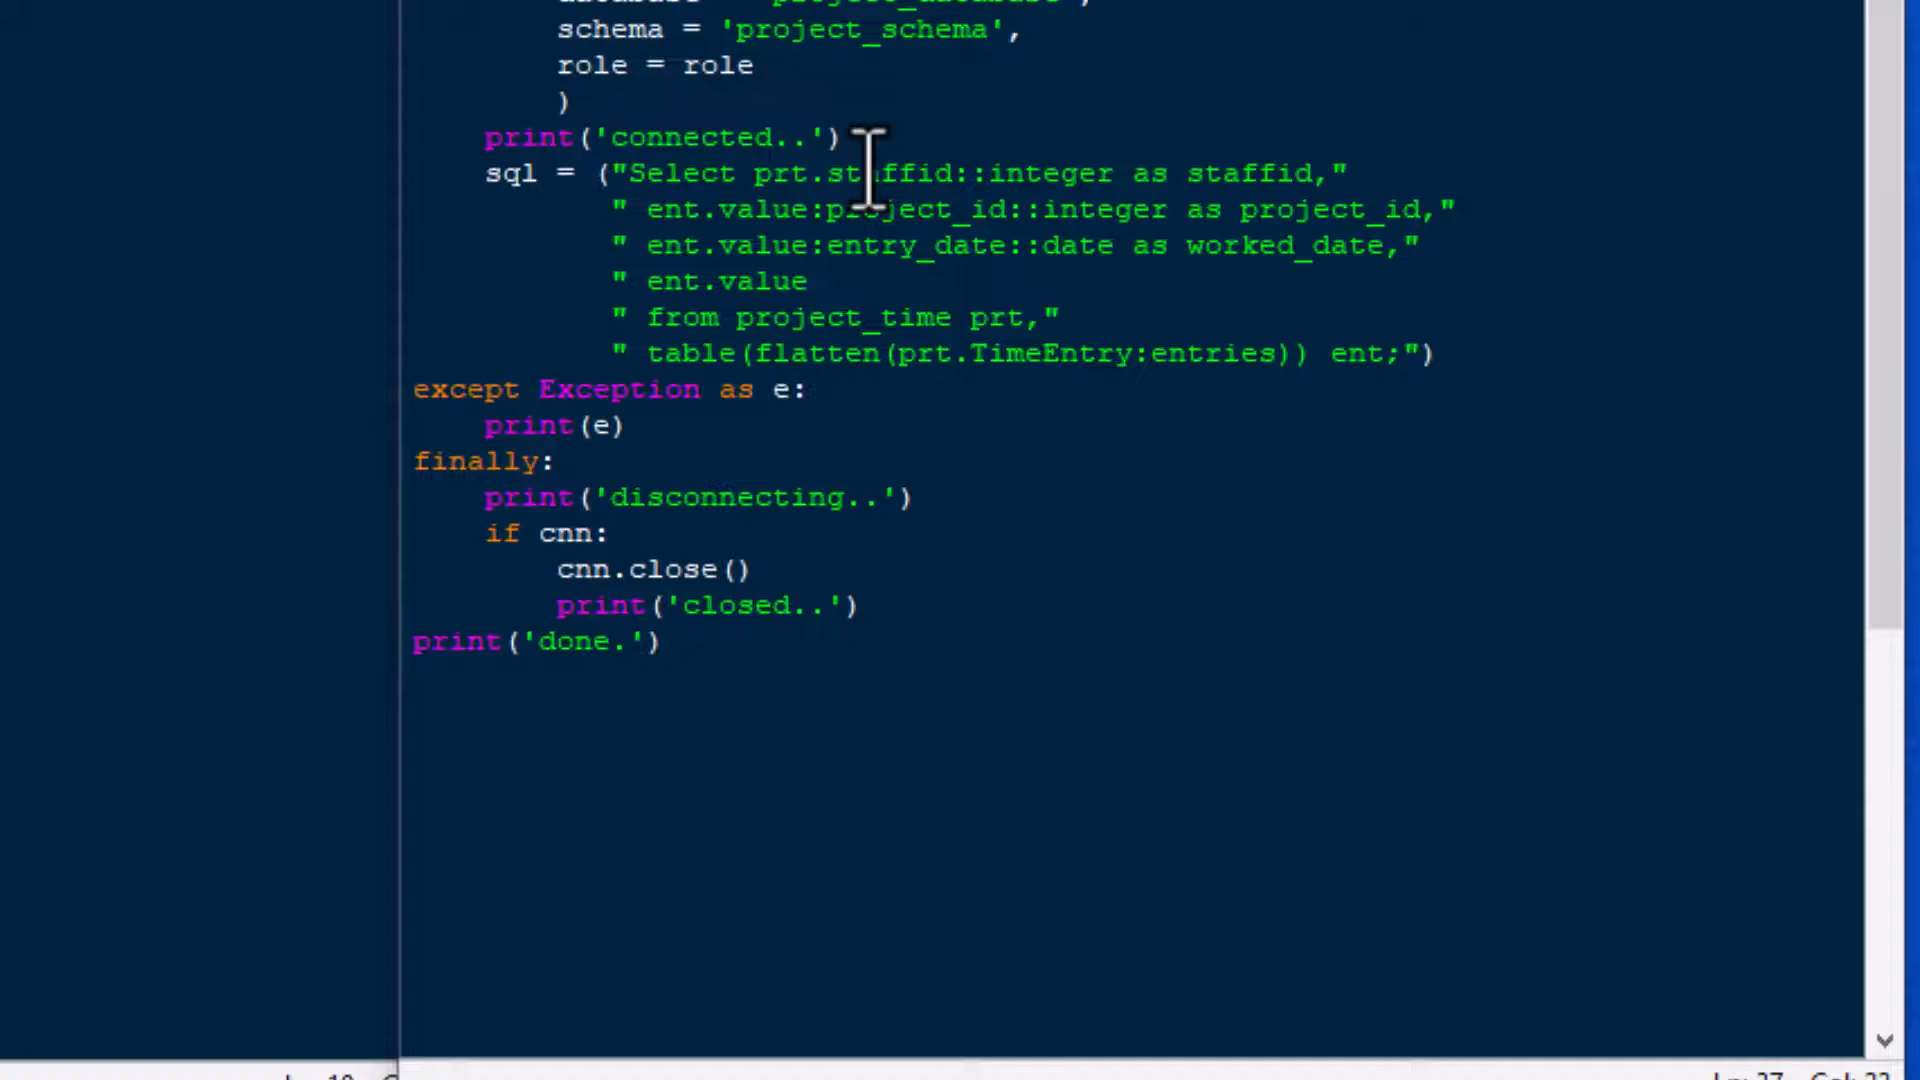 schema = 'project_schema',
role = role
)
print('connected..')
sql = ("Select prt.staffid::integer as staffid,"
" ent.value:project_id::integer as project_id,"
" ent.value:entry_date::date as worked_date,"
" ent.value
" from project_time prt,"
" table(flatten(prt.TimeEntry:entries)) ent;")
except Exception as e:
print(e)
finally:
print('disconnecting..')
if cnn:
cnn.close()
print('closed..')
print('done.')